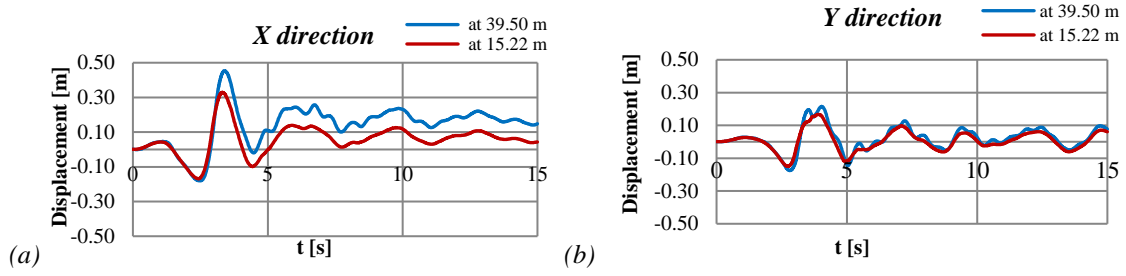 X direction
at 39.50 m
at 15.22 m
Displacement [m]
0.50
0.30
0.10
-0.10
-0.30
-0.50
0 5 10 15
t [s]
(a)
Y direction
at 39.50 m
at 15.22 m
Displacement [m]
0.50
0.30
0.10
-0.10
-0.30
-0.50
0 5 10 15
t [s]
(b)